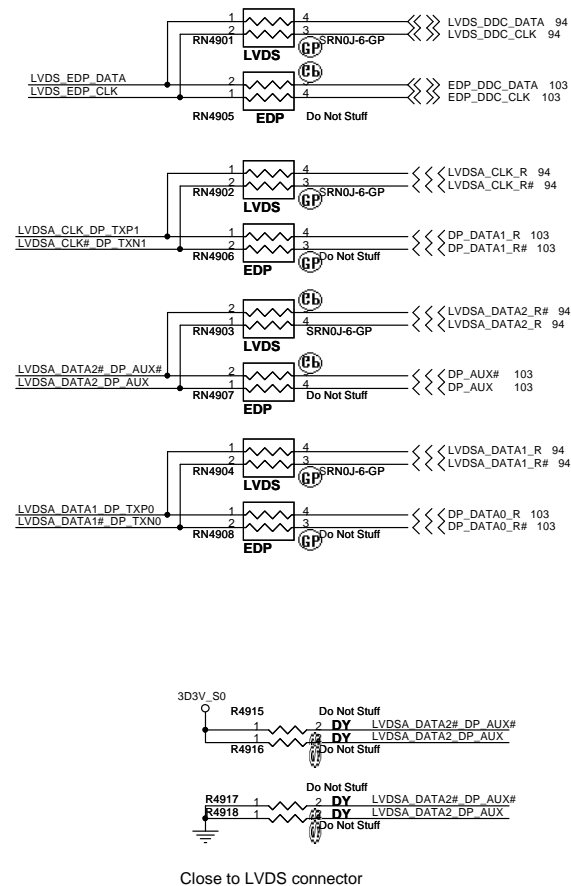 1 4 LVDS_DDC_DATA 94
2 3 LVDS_DDC_CLK 94
RN4901 SRN0J-6-GP
LVDS GP
LVDS_EDP_DATA 2 EDP_DDC_DATA 103
LVDS_EDP_CLK 1 4 EDP_DDC_CLK 103
RN4905 Do Not Stuff
EDP
1 4 LVDSA_CLK_R 94
2 3 LVDSA_CLK_R# 94
RN4902 SRN0J-6-GP
LVDS GP
LVDSA_CLK_DP_TXP1 1 4 DP_DATA1_R 103
LVDSA_CLK#_DP_TXN1 2 3 DP_DATA1_R# 103
RN4906 Do Not Stuff
EDP GP
2 LVDSA_DATA2_R# 94
1 4 LVDSA_DATA2_R 94
RN4903 SRN0J-6-GP
LVDS
LVDSA_DATA2#_DP_AUX# 2 DP_AUX# 103
LVDSA_DATA2_DP_AUX 1 4 DP_AUX 103
RN4907 Do Not Stuff
EDP
1 4 LVDSA_DATA1_R 94
2 3 LVDSA_DATA1_R# 94
RN4904 SRN0J-6-GP
LVDS GP
LVDSA_DATA1_DP_TXP0 1 4 DP_DATA0_R 103
LVDSA_DATA1#_DP_TXN0 2 3 DP_DATA0_R# 103
RN4908 Do Not Stuff
EDP GP
3D3V_S0
R4915 Do Not Stuff
1 2 DY LVDSA_DATA2#_DP_AUX#
1 DY LVDSA_DATA2_DP_AUX
R4916 Do Not Stuff
Do Not Stuff
R4917 1 2 DY LVDSA_DATA2#_DP_AUX#
R4918 1 DY LVDSA_DATA2_DP_AUX
Do Not Stuff
Close to LVDS connector